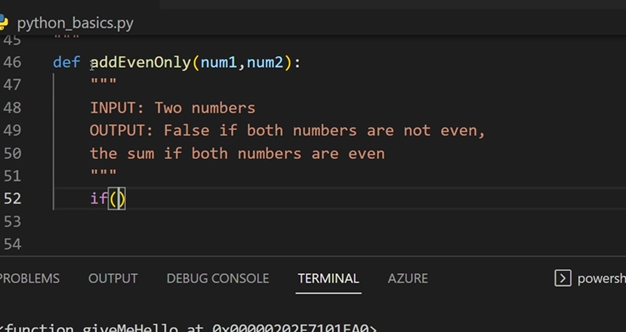 python_basics.py
45 """
46 def addEvenOnly(num1,num2):
47 """
48 INPUT: Two numbers
49 OUTPUT: False if both numbers are not even,
50 the sum if both numbers are even
51 """
52 if()
53
54
PROBLEMS OUTPUT DEBUG CONSOLE TERMINAL AZURE powersh
<function giveMeHello at 0x00000202E7101EA0>